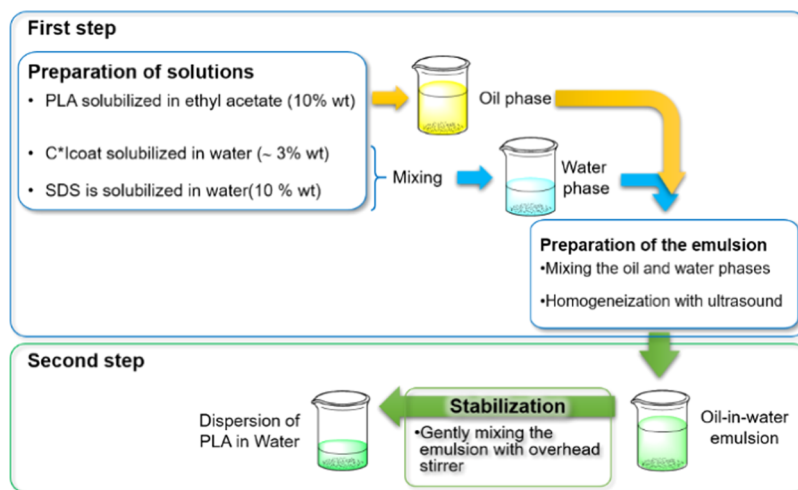 First step
Preparation of solutions
• PLA solubilized in ethyl acetate (10% wt)
• C*Icoat solubilized in water (~ 3% wt)
• SDS is solubilized in water(10 % wt)
Oil phase
Mixing
Water
phase
Preparation of the emulsion
•Mixing the oil and water phases
•Homogeneization with ultrasound
Second step
Dispersion of
PLA in Water
Stabilization
•Gently mixing the
emulsion with overhead
stirrer
Oil-in-water
emulsion